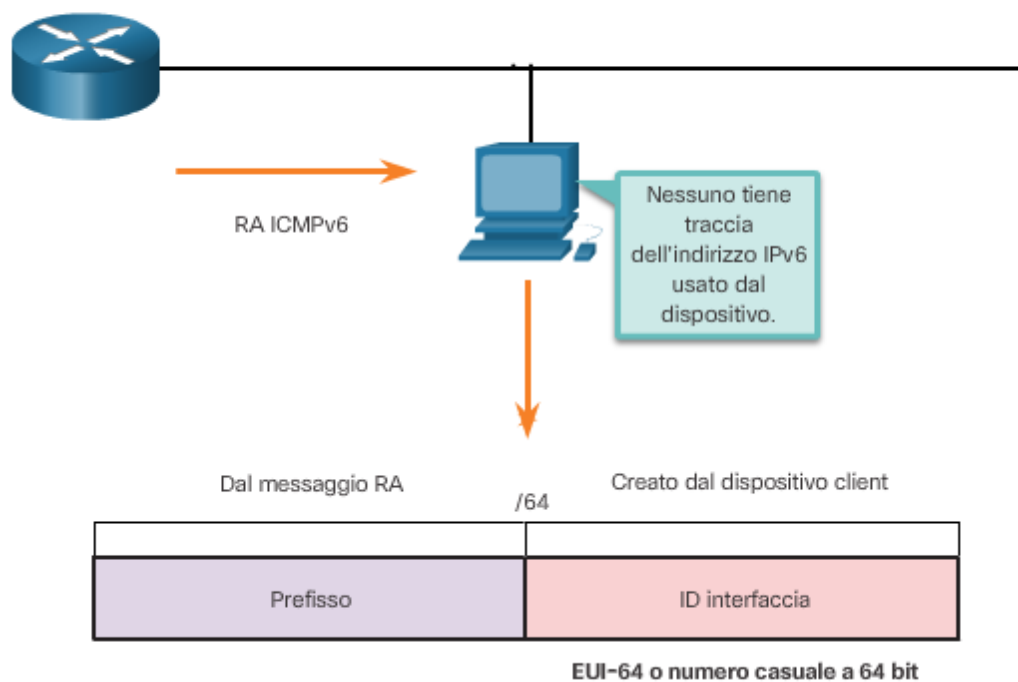 RA ICMPv6
Nessuno tiene
traccia
dell'indirizzo IPv6
usato dal
dispositivo.
Dal messaggio RA
/64
Creato dal dispositivo client
Prefisso
ID interfaccia
EUI-64 o numero casuale a 64 bit